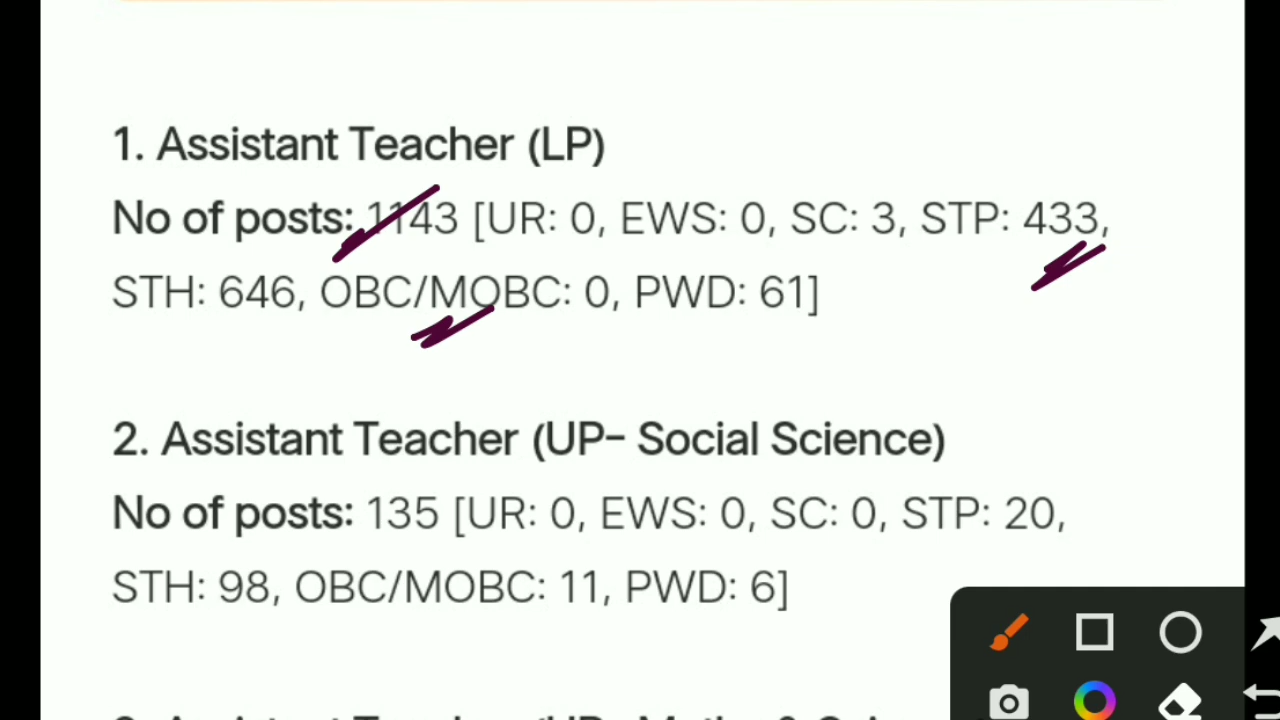 1. Assistant Teacher (LP)
No of posts: 1143 [UR: 0, EWS: 0, SC: 3, STP: 433,
STH: 646, OBC/MOBC: 0, PWD: 61]
2. Assistant Teacher (UP– Social Science)
No of posts: 135 [UR: 0, EWS: 0, SC: 0, STP: 20,
STH: 98, OBC/MOBC: 11, PWD: 6]